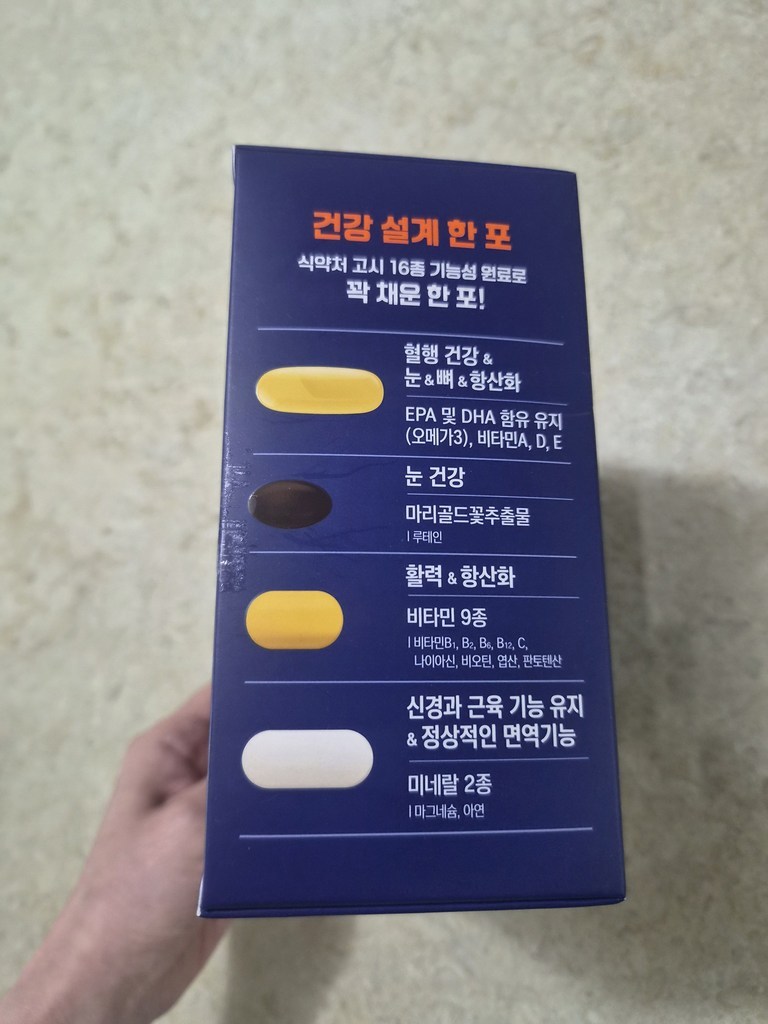 건강 설계 한 포
식약처 고시 16종 기능성 원료로
꽉 채운 한 포!
혈행 건강 &
눈 & 뼈 & 항산화
EPA 및 DHA 함유 유지
(오메가3), 비타민A, D, E
눈 건강
마리골드꽃추출물
| 루테인
활력 & 항산화
비타민 9종
| 비타민B₁, B₂, B₆, B₁₂, C,
나이아신, 비오틴, 엽산, 판토텐산
신경과 근육 기능 유지
& 정상적인 면역기능
미네랄 2종
| 마그네슘, 아연